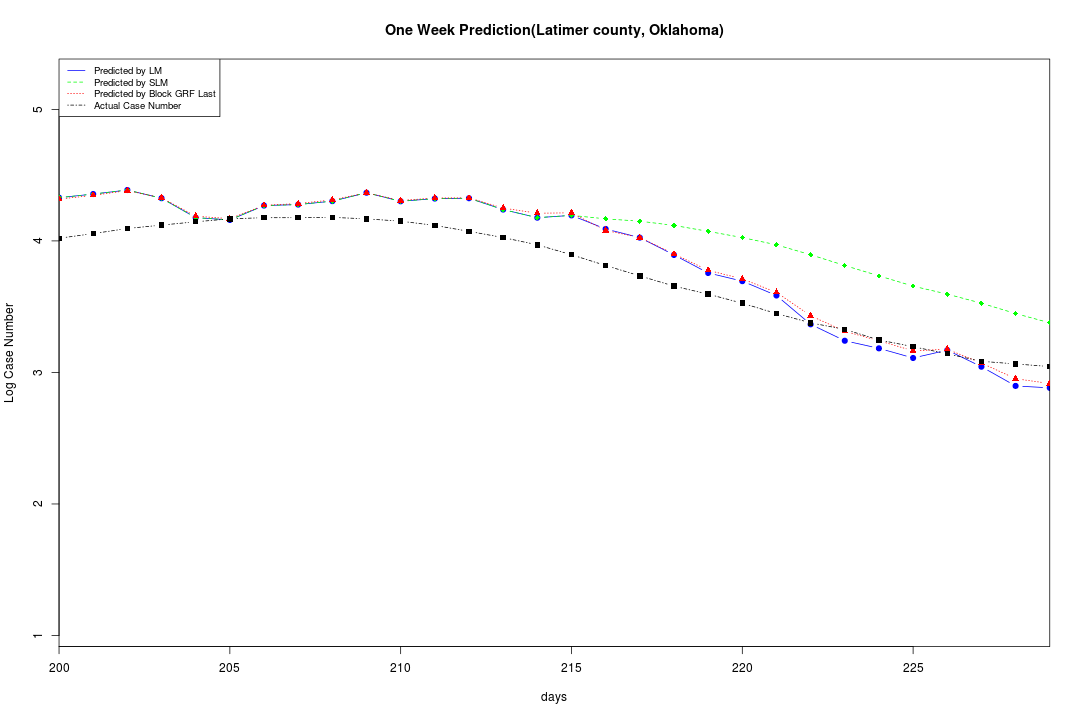 One Week Prediction(Latimer county, Oklahoma)
Predicted by LM
Predicted by SLM
Predicted by Block GRF Last
Actual Case Number
Log Case Number
5
4
3
2
1
200 205 210 215 220 225
days